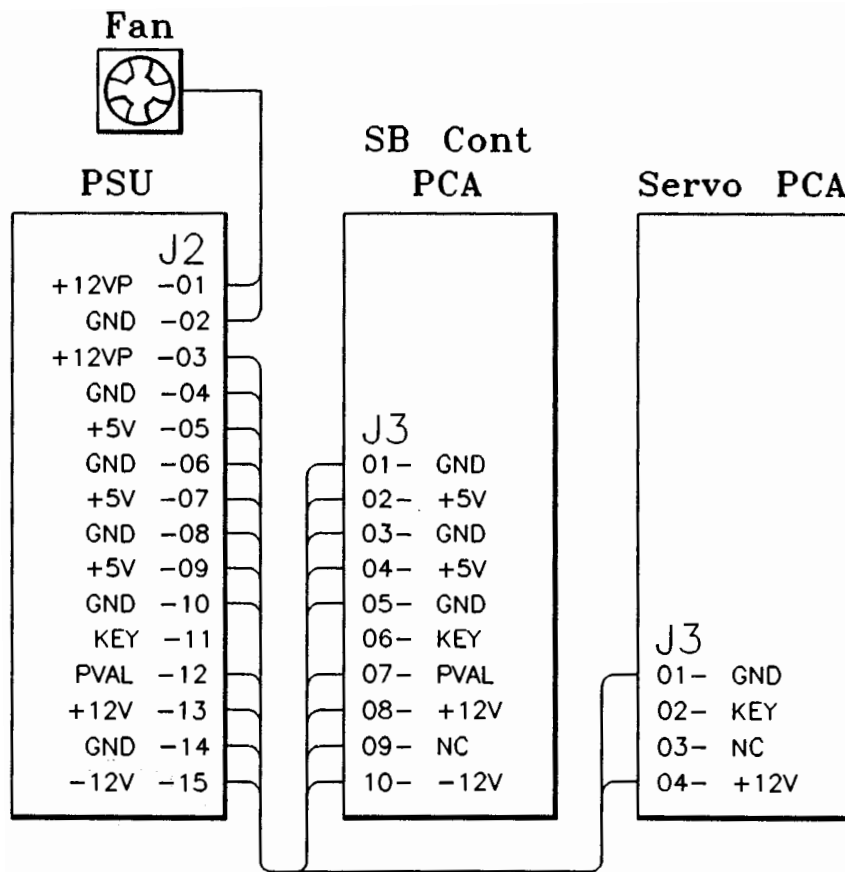 Fan
SB Cont
PCA
PSU
Servo PCA
J2
+12VP -01
GND -02
+12VP -03
GND -04
+5V -05
GND -06
+5V -07
GND -08
+5V -09
GND -10
KEY -11
PVAL -12
+12V -13
GND -14
-12V -15
J3
01- GND
02- +5V
03- GND
04- +5V
05- GND
06- KEY
07- PVAL
08- +12V
09- NC
10- -12V
J3
01- GND
02- KEY
03- NC
04- +12V